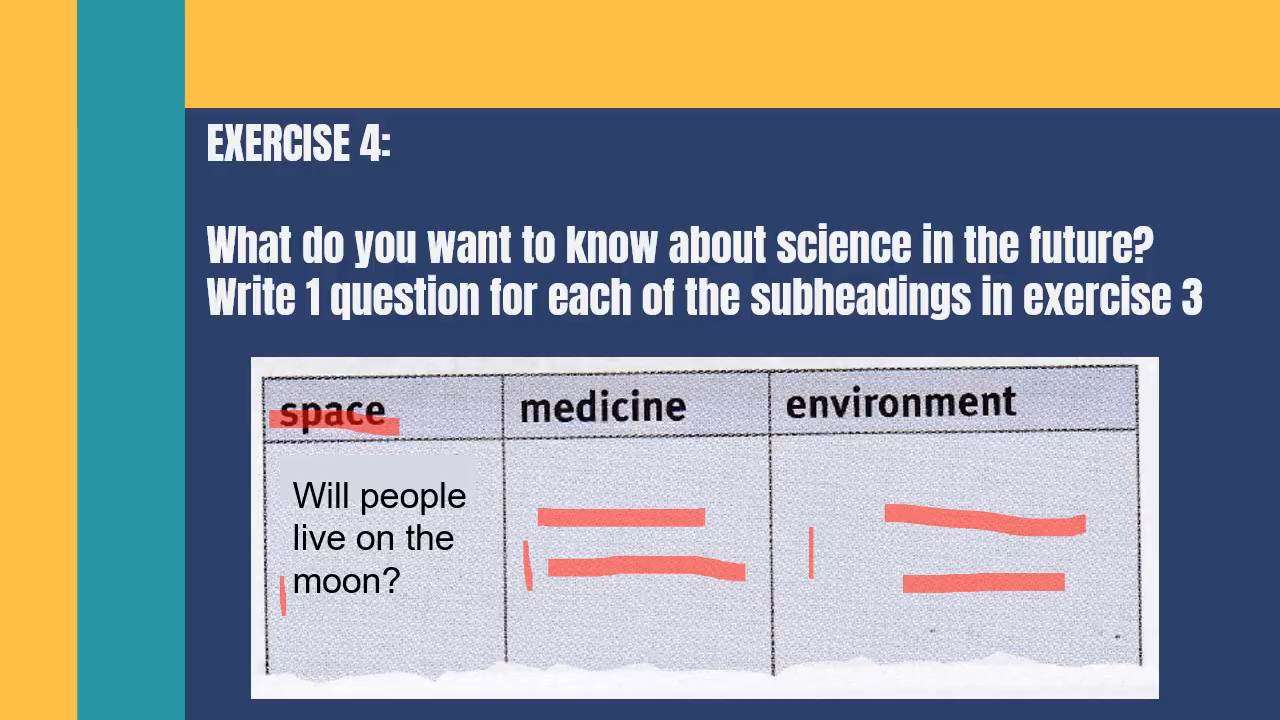 EXERCISE 4:
What do you want to know about science in the future?
Write 1 question for each of the subheadings in exercise 3
space medicine environment
Will people
live on the
moon?